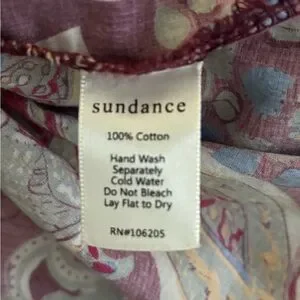 sundance
100% Cotton
Hand Wash
Separately
Cold Water
Do Not Bleach
Lay Flat to Dry
RN#106205